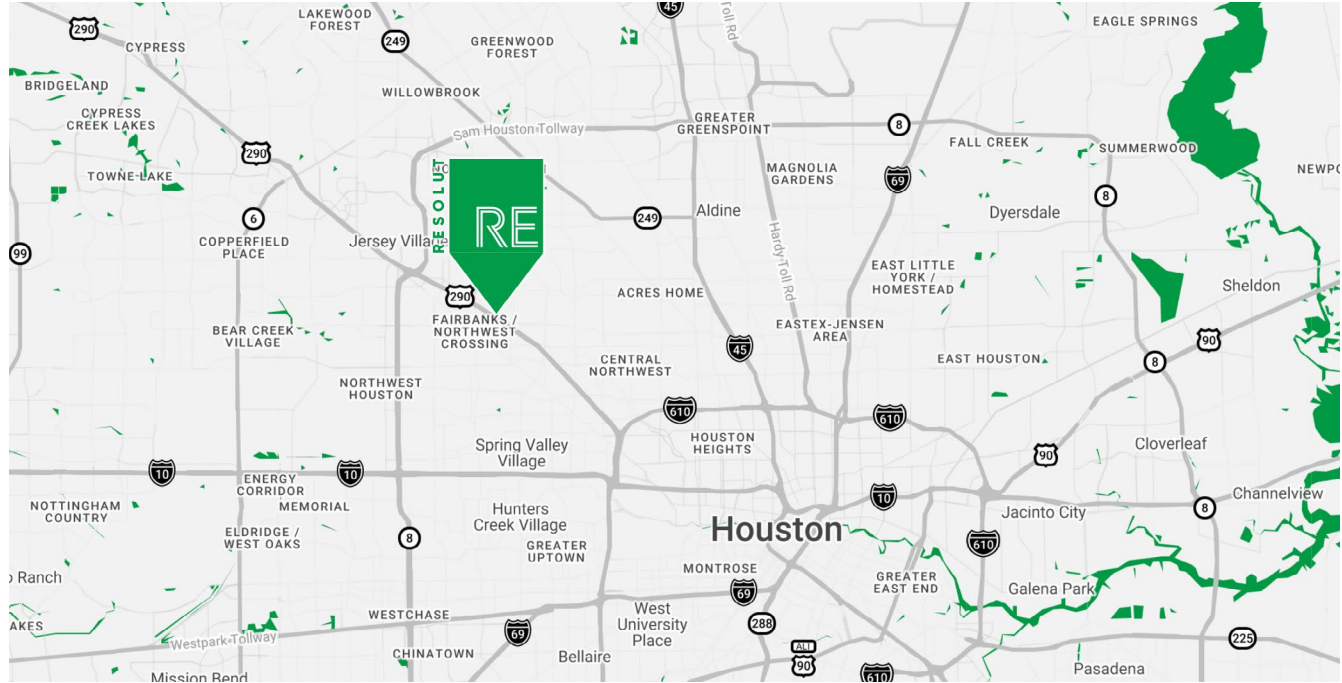 45
Toll Rd
EAGLE SPRINGS
LAKEWOOD
FOREST
290
CYPRESS
249
GREENWOOD
FOREST
BRIDGELAND
WILLOWBROOK
CYPRESS
CREEK LAKES
GREATER
GREENSPOINT
8
Sam Houston Tollway
FALL CREEK
SUMMERWOOD
290
TOWNE LAKE
MAGNOLIA
GARDENS
69
NEWPO
8
RESOLUT
RE
6
249
Aldine
Dyersdale
COPPERFIELD
PLACE
Jersey Village
99
Hardy Toll Rd
EAST LITTLE
YORK /
HOMESTEAD
Sheldon
290
ACRES HOME
FAIRBANKS /
NORTHWEST
CROSSING
BEAR CREEK
VILLAGE
EASTEX-JENSEN
AREA
45
90
CENTRAL
NORTHWEST
EAST HOUSTON
8
NORTHWEST
HOUSTON
610
610
HOUSTON
HEIGHTS
Spring Valley
Village
Cloverleaf
90
10
10
ENERGY
CORRIDOR
MEMORIAL
10
Channelview
NOTTINGHAM
COUNTRY
Hunters
Creek Village
Jacinto City
8
Houston
ELDRIDGE /
WEST OAKS
8
610
GREATER
UPTOWN
MONTROSE
o Ranch
GREATER
EAST END
Galena Park
69
AKES
WESTCHASE
West
University
Place
288
69
225
Westpark Tollway
CHINATOWN
Bellaire
ALT
90
610
Pasadena
Mission Bend